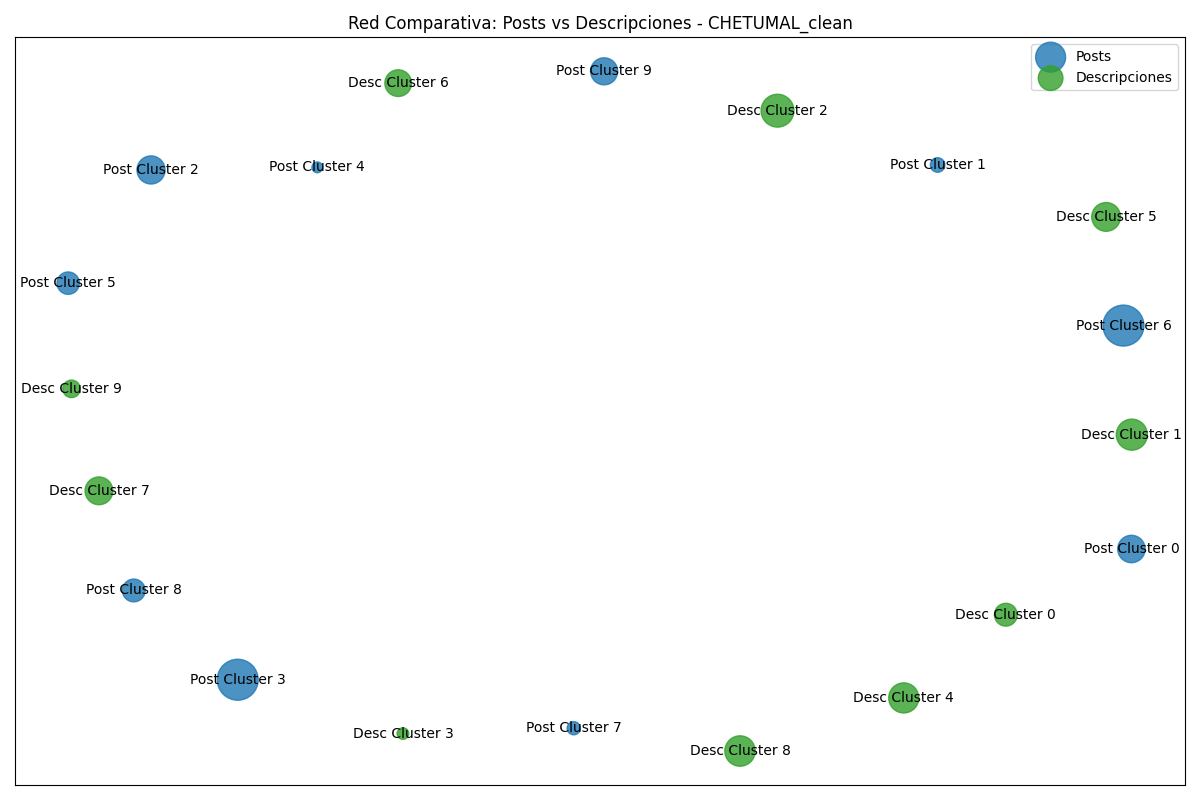 Red Comparativa: Posts vs Descripciones - CHETUMAL_clean
Posts
Descripciones
Post Cluster 9
Desc Cluster 6
Desc Cluster 2
Post Cluster 2
Post Cluster 4
Post Cluster 1
Desc Cluster 5
Post Cluster 5
Post Cluster 6
Desc Cluster 9
Desc Cluster 1
Desc Cluster 7
Post Cluster 0
Post Cluster 8
Desc Cluster 0
Post Cluster 3
Desc Cluster 4
Desc Cluster 3
Post Cluster 7
Desc Cluster 8